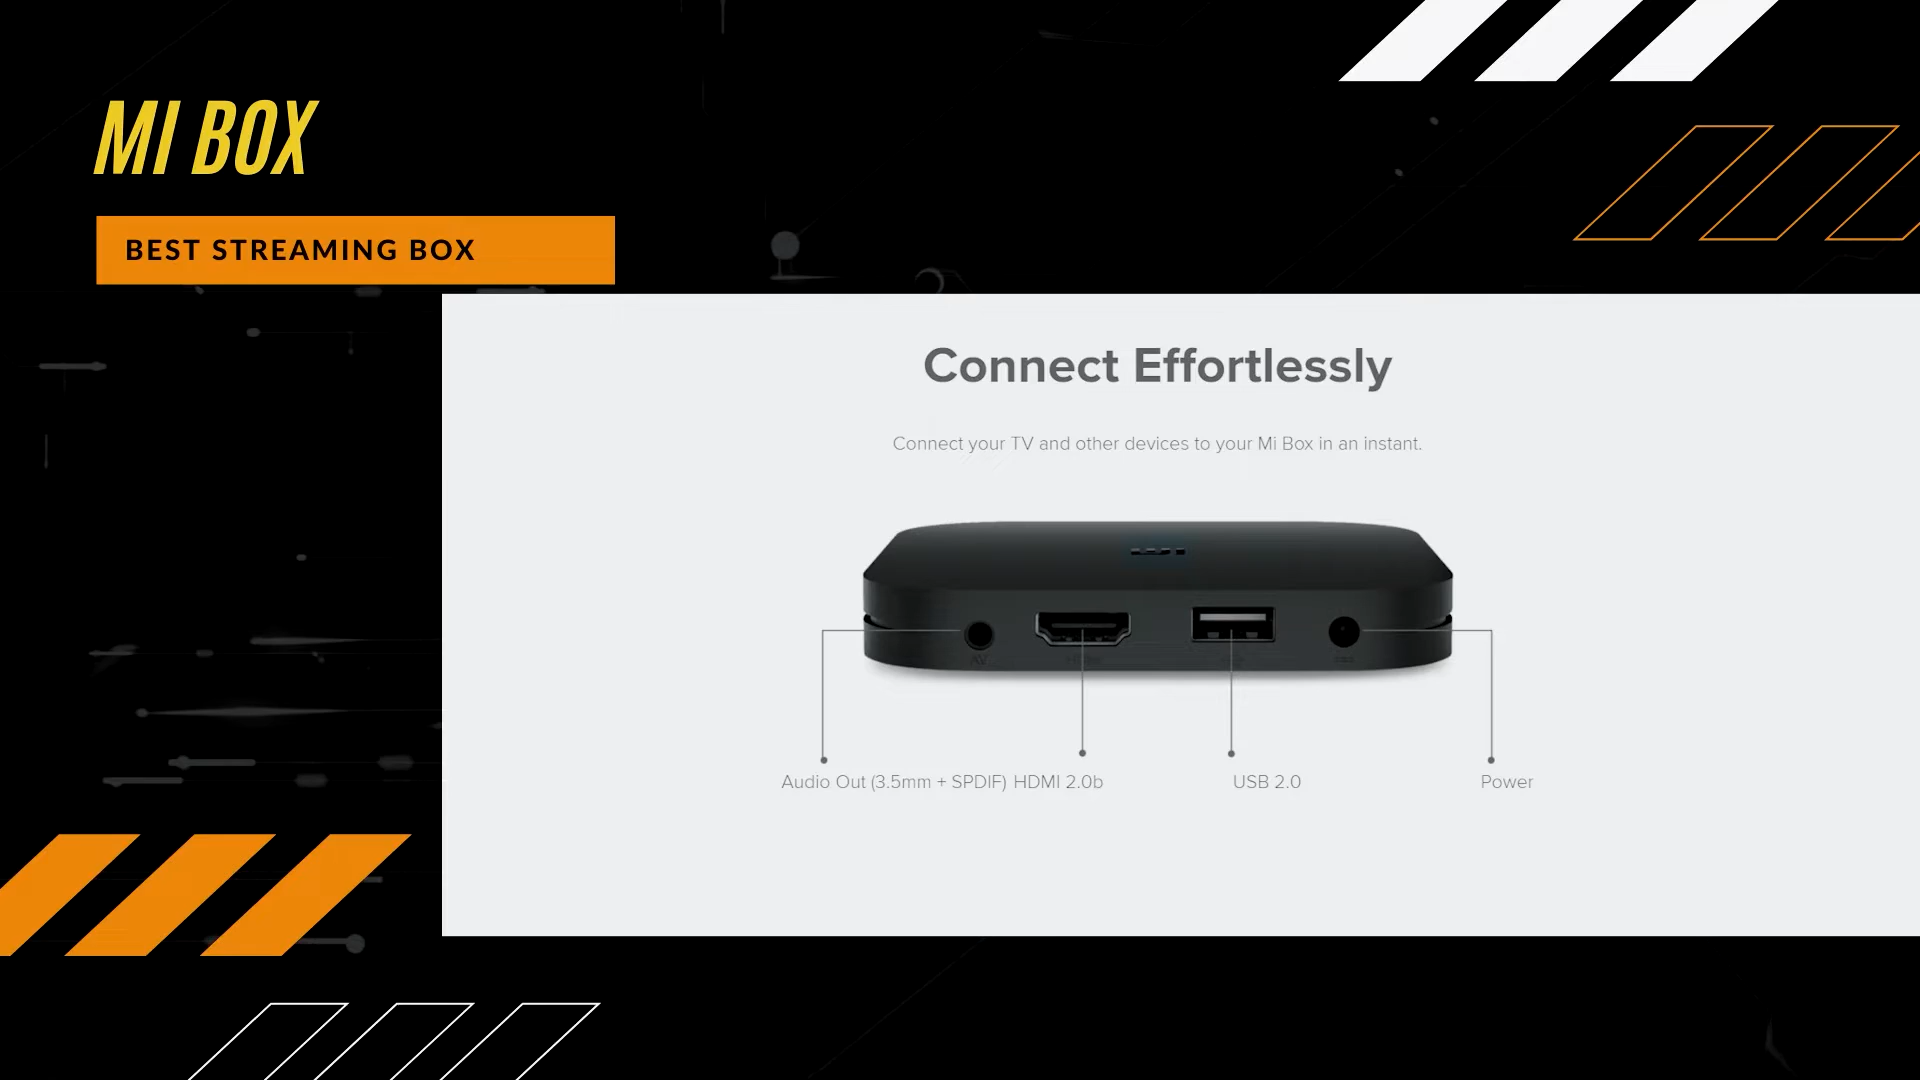 MI BOX
BEST STREAMING BOX
Connect Effortlessly
Connect your TV and other devices to your Mi Box in an instant.
AV
Audio Out (3.5mm + SPDIF) HDMI 2.0b USB 2.0 Power